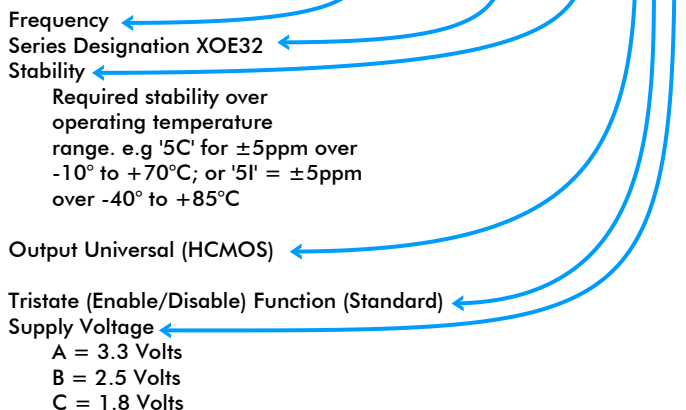 Frequency
Series Designation XOE32
Stability
Required stability over
operating temperature
range. e.g '5C' for ±5ppm over
-10° to +70°C; or '5I' = ±5ppm
over -40° to +85°C
Output Universal (HCMOS)
Tristate (Enable/Disable) Function (Standard)
Supply Voltage
A = 3.3 Volts
B = 2.5 Volts
C = 1.8 Volts